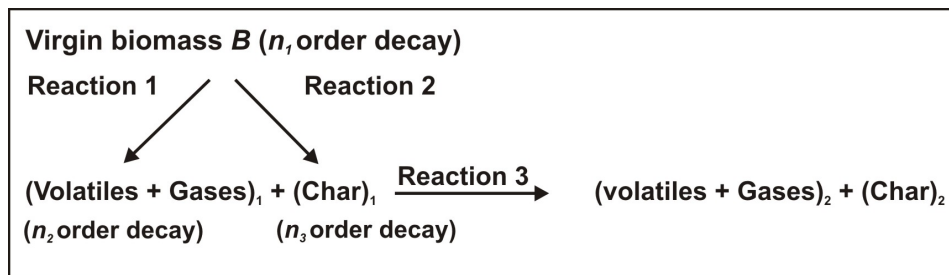 Virgin biomass B (n₁ order decay)
Reaction 1 Reaction 2
(Volatiles + Gases)₁ + (Char)₁ Reaction 3 (volatiles + Gases)₂ + (Char)₂
(n₂ order decay) (n₃ order decay)